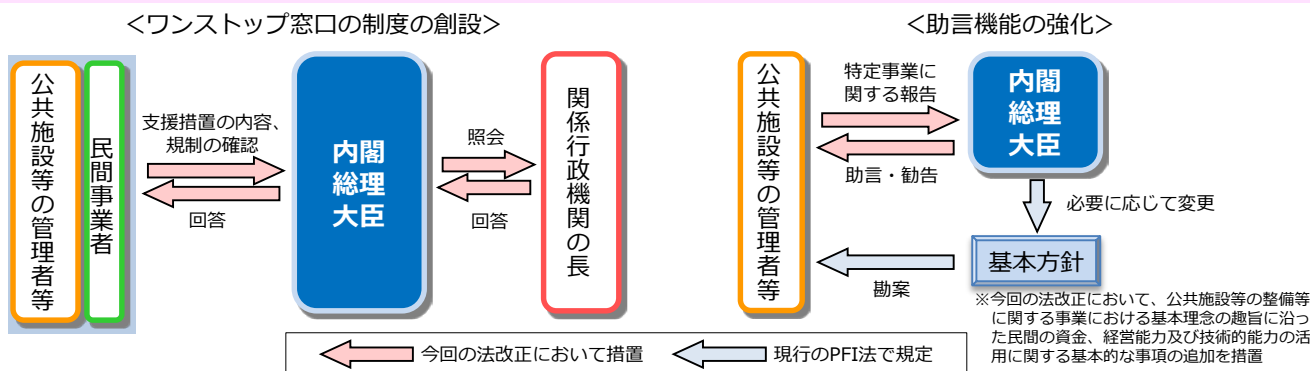 ＜ワンストップ窓口の制度の創設＞
公共施設等の管理者等
民間事業者
支援措置の内容、
規制の確認
回答
内閣
総理
大臣
照会
回答
関係行政機関の長
＜助言機能の強化＞
公共施設等の管理者等
特定事業に
関する報告
助言・勧告
内閣
総理
大臣
必要に応じて変更
基本方針
勘案
※今回の法改正において、公共施設等の整備等
に関する事業における基本理念の趣旨に沿っ
た民間の資金、経営能力及び技術的能力の活
用に関する基本的な事項の追加を措置
今回の法改正において措置
現行のPFI法で規定